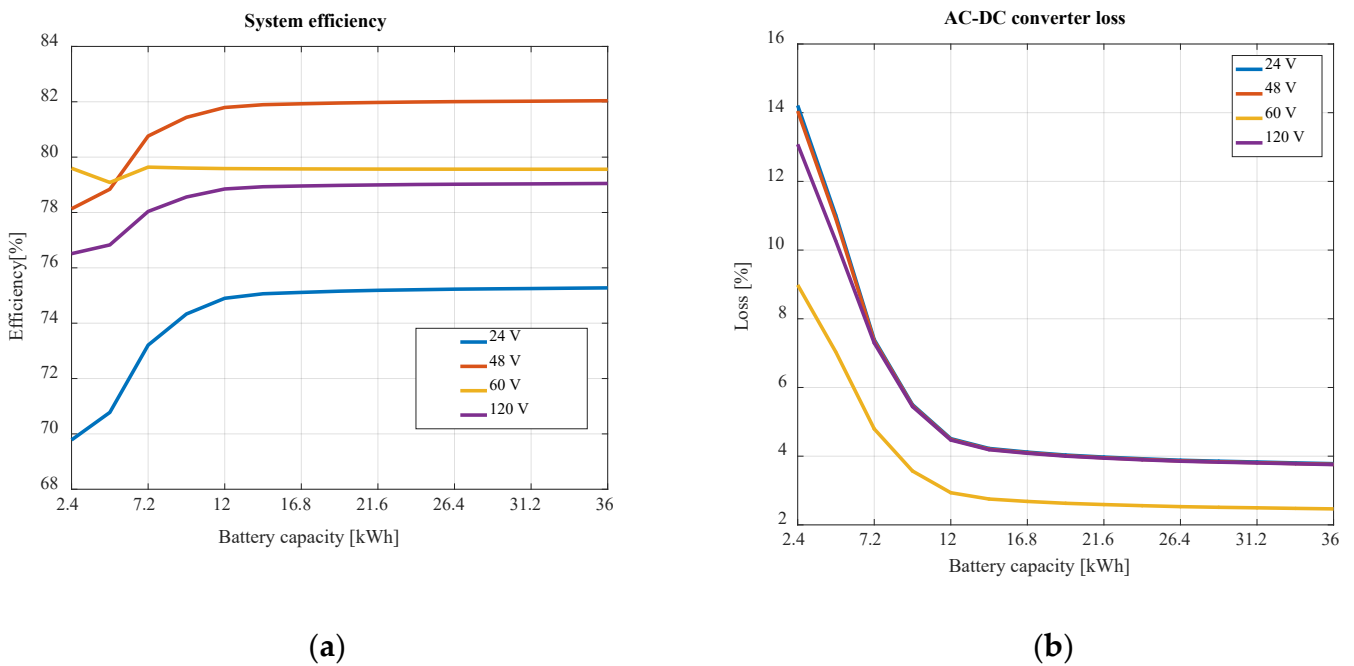 System efficiency
84
82
80
78
76
74
72
70
68
Efficiency[%]
24 V
48 V
60 V
120 V
2.4 7.2 12 16.8 21.6 26.4 31.2 36
Battery capacity [kWh]
(a)
AC-DC converter loss
16
14
12
10
8
6
4
2
Loss [%]
24 V
48 V
60 V
120 V
2.4 7.2 12 16.8 21.6 26.4 31.2 36
Battery capacity [kWh]
(b)